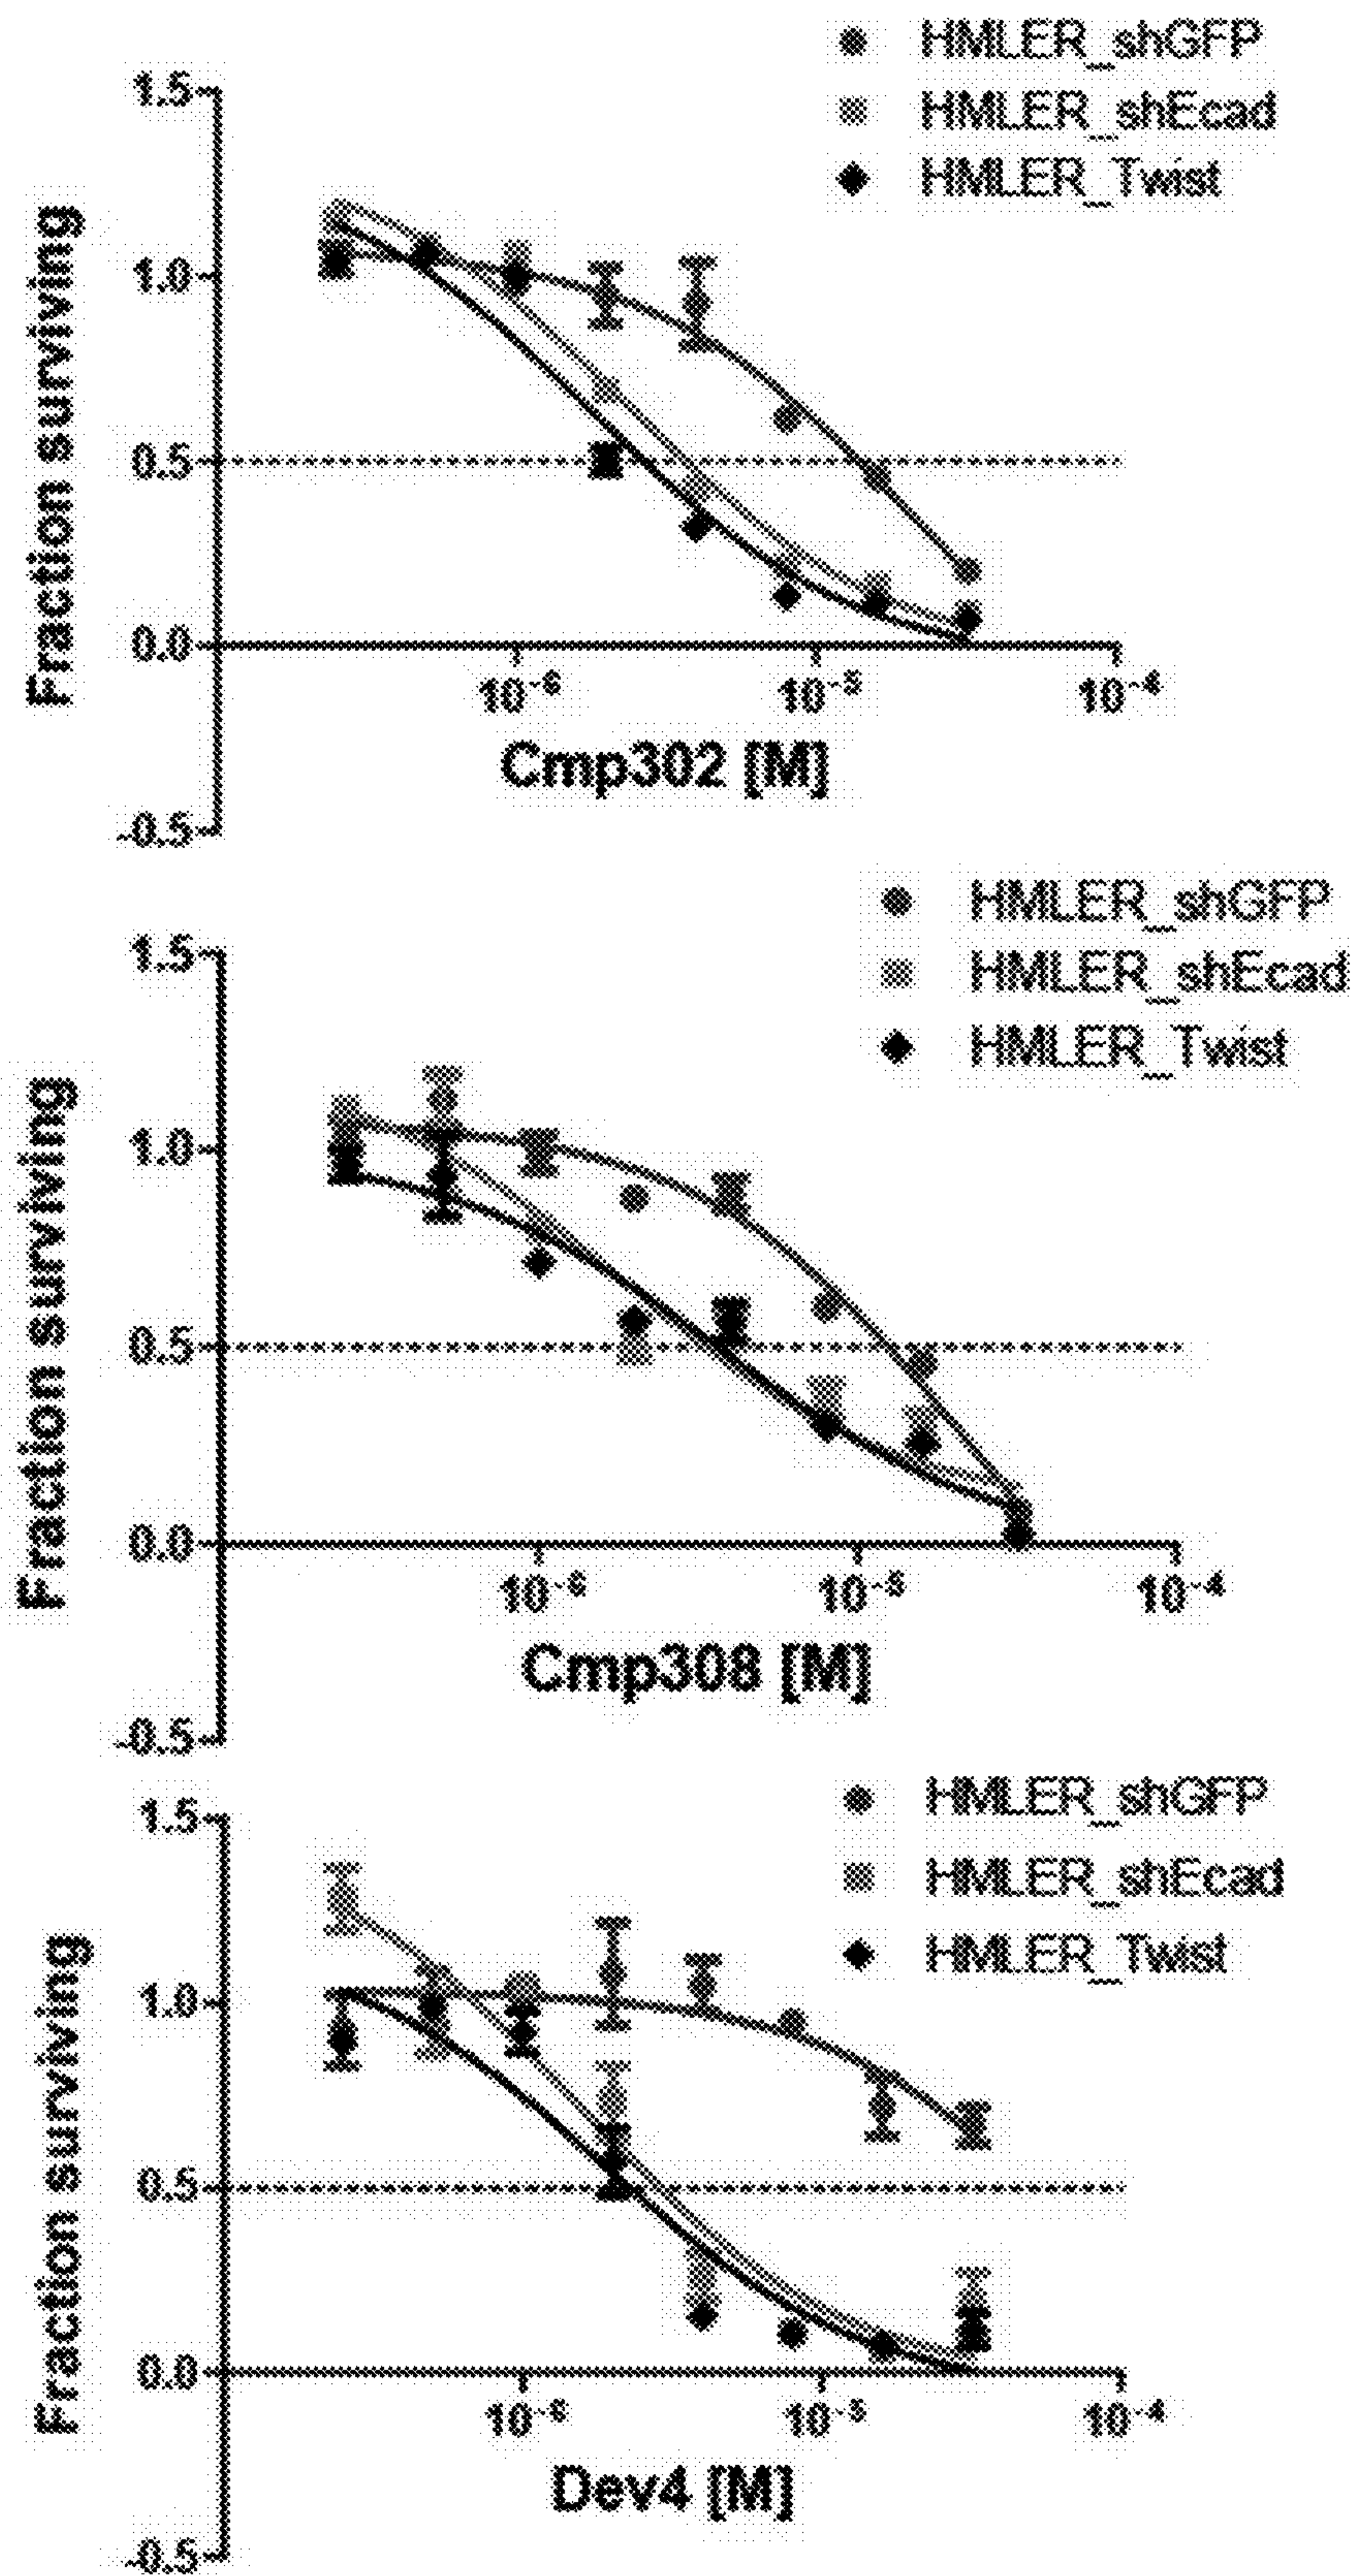 HMLER_shGFP
HMLER_shEcad
HMLER_Twist
1.5
1.0
0.5
0.0
-0.5
Fraction surviving
10-6
10-5
10-4
Cmp302 [M]
HMLER_shGFP
HMLER_shEcad
HMLER_Twist
1.5
1.0
0.5
0.0
-0.5
Fraction surviving
10-6
10-5
10-4
Cmp308 [M]
HMLER_shGFP
HMLER_shEcad
HMLER_Twist
1.5
1.0
0.5
0.0
-0.5
Fraction surviving
10-6
10-5
10-4
Dev4 [M]